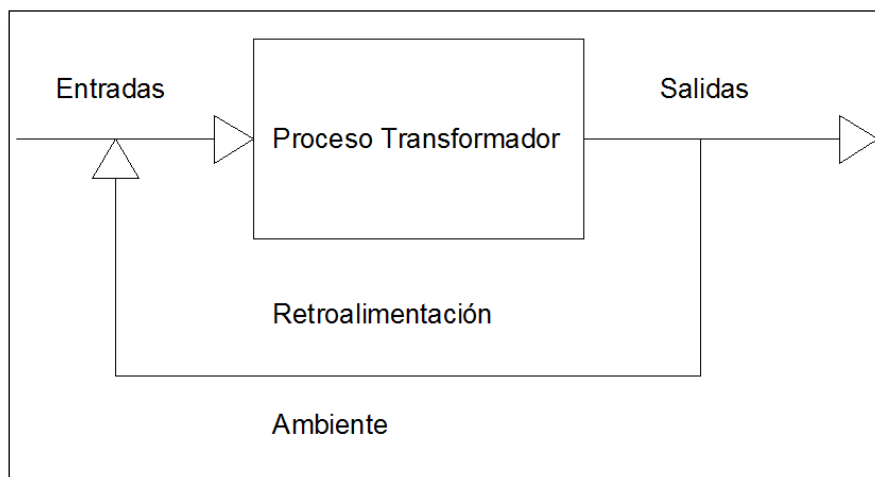 Entradas
Salidas
Proceso Transformador
Retroalimentación
Ambiente